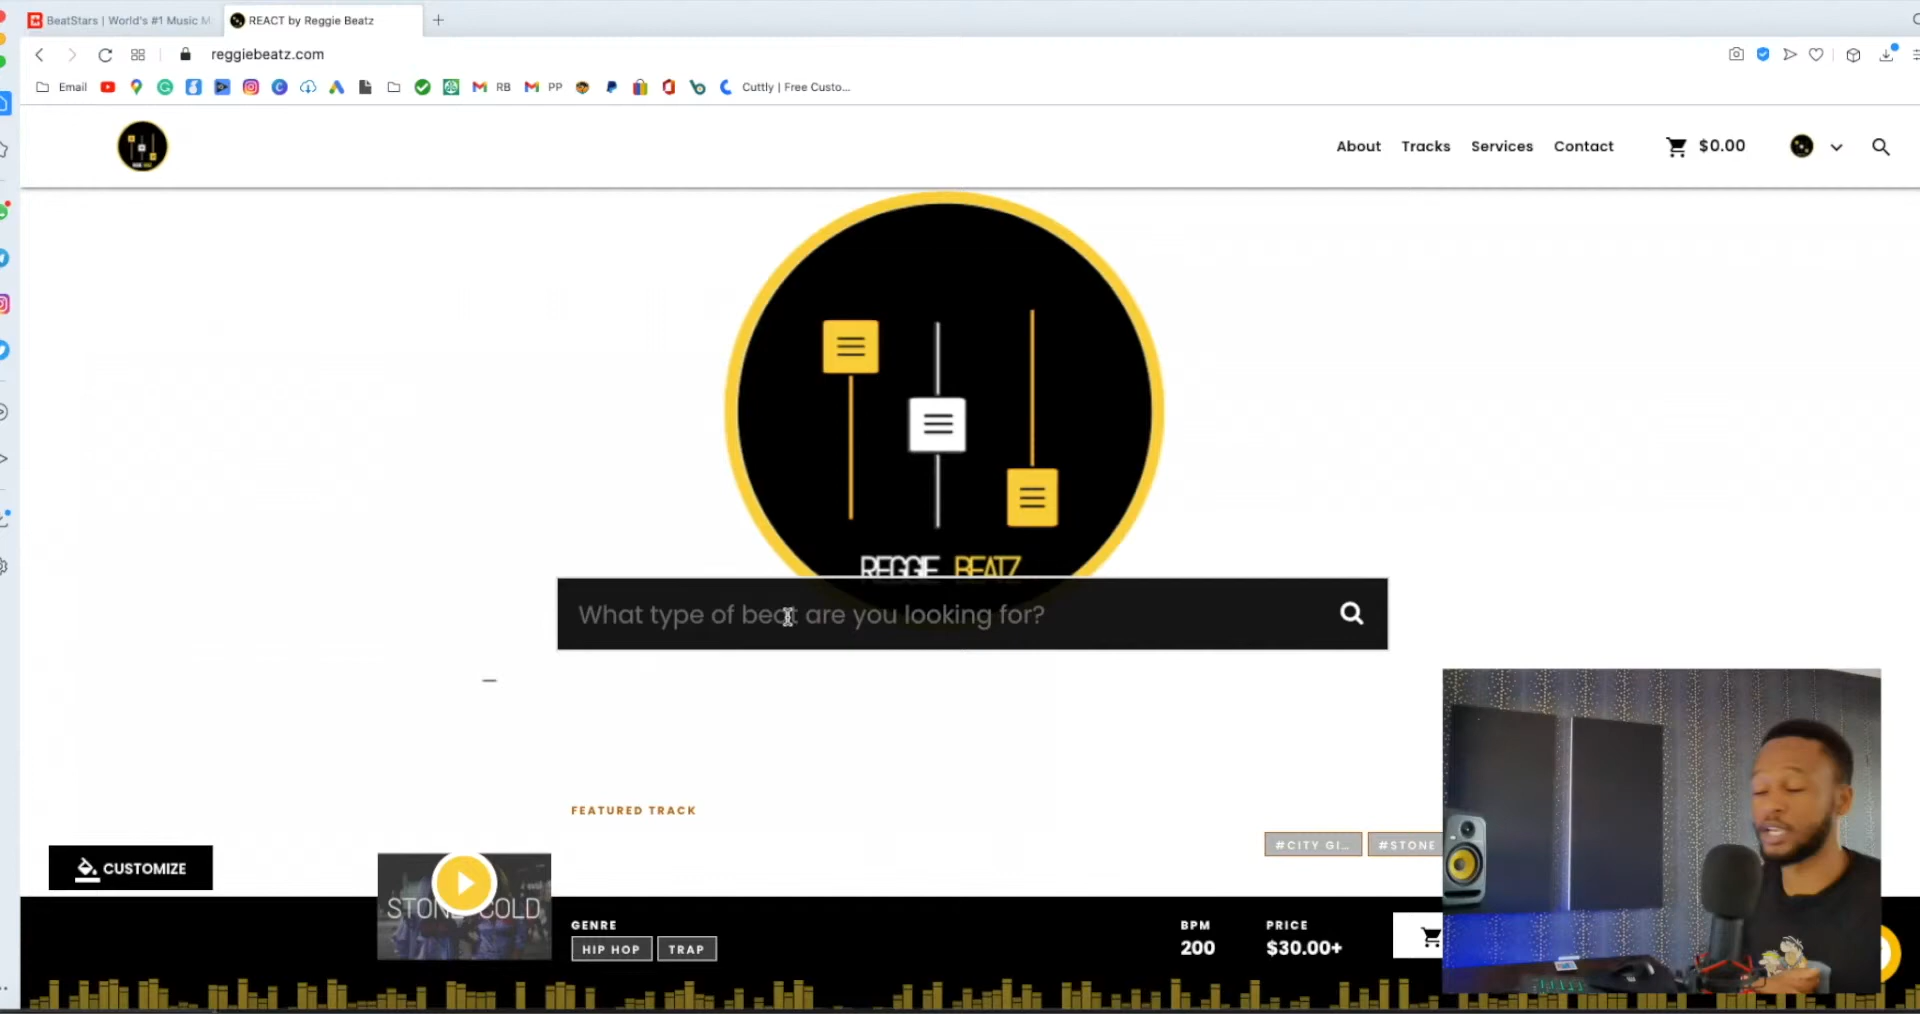 BeatStars | World's #1 Music M
REACT by Reggie Beatz
reggiebeatz.com
Email
RB
PP
Cuttly | Free Custo...
About
Tracks
Services
Contact
$0.00
REGGIE BEATZ
What type of beat are you looking for?
FEATURED TRACK
#CITY GI...
#STONE
CUSTOMIZE
STONE COLD
GENRE
HIP HOP
TRAP
BPM
200
PRICE
$30.00+